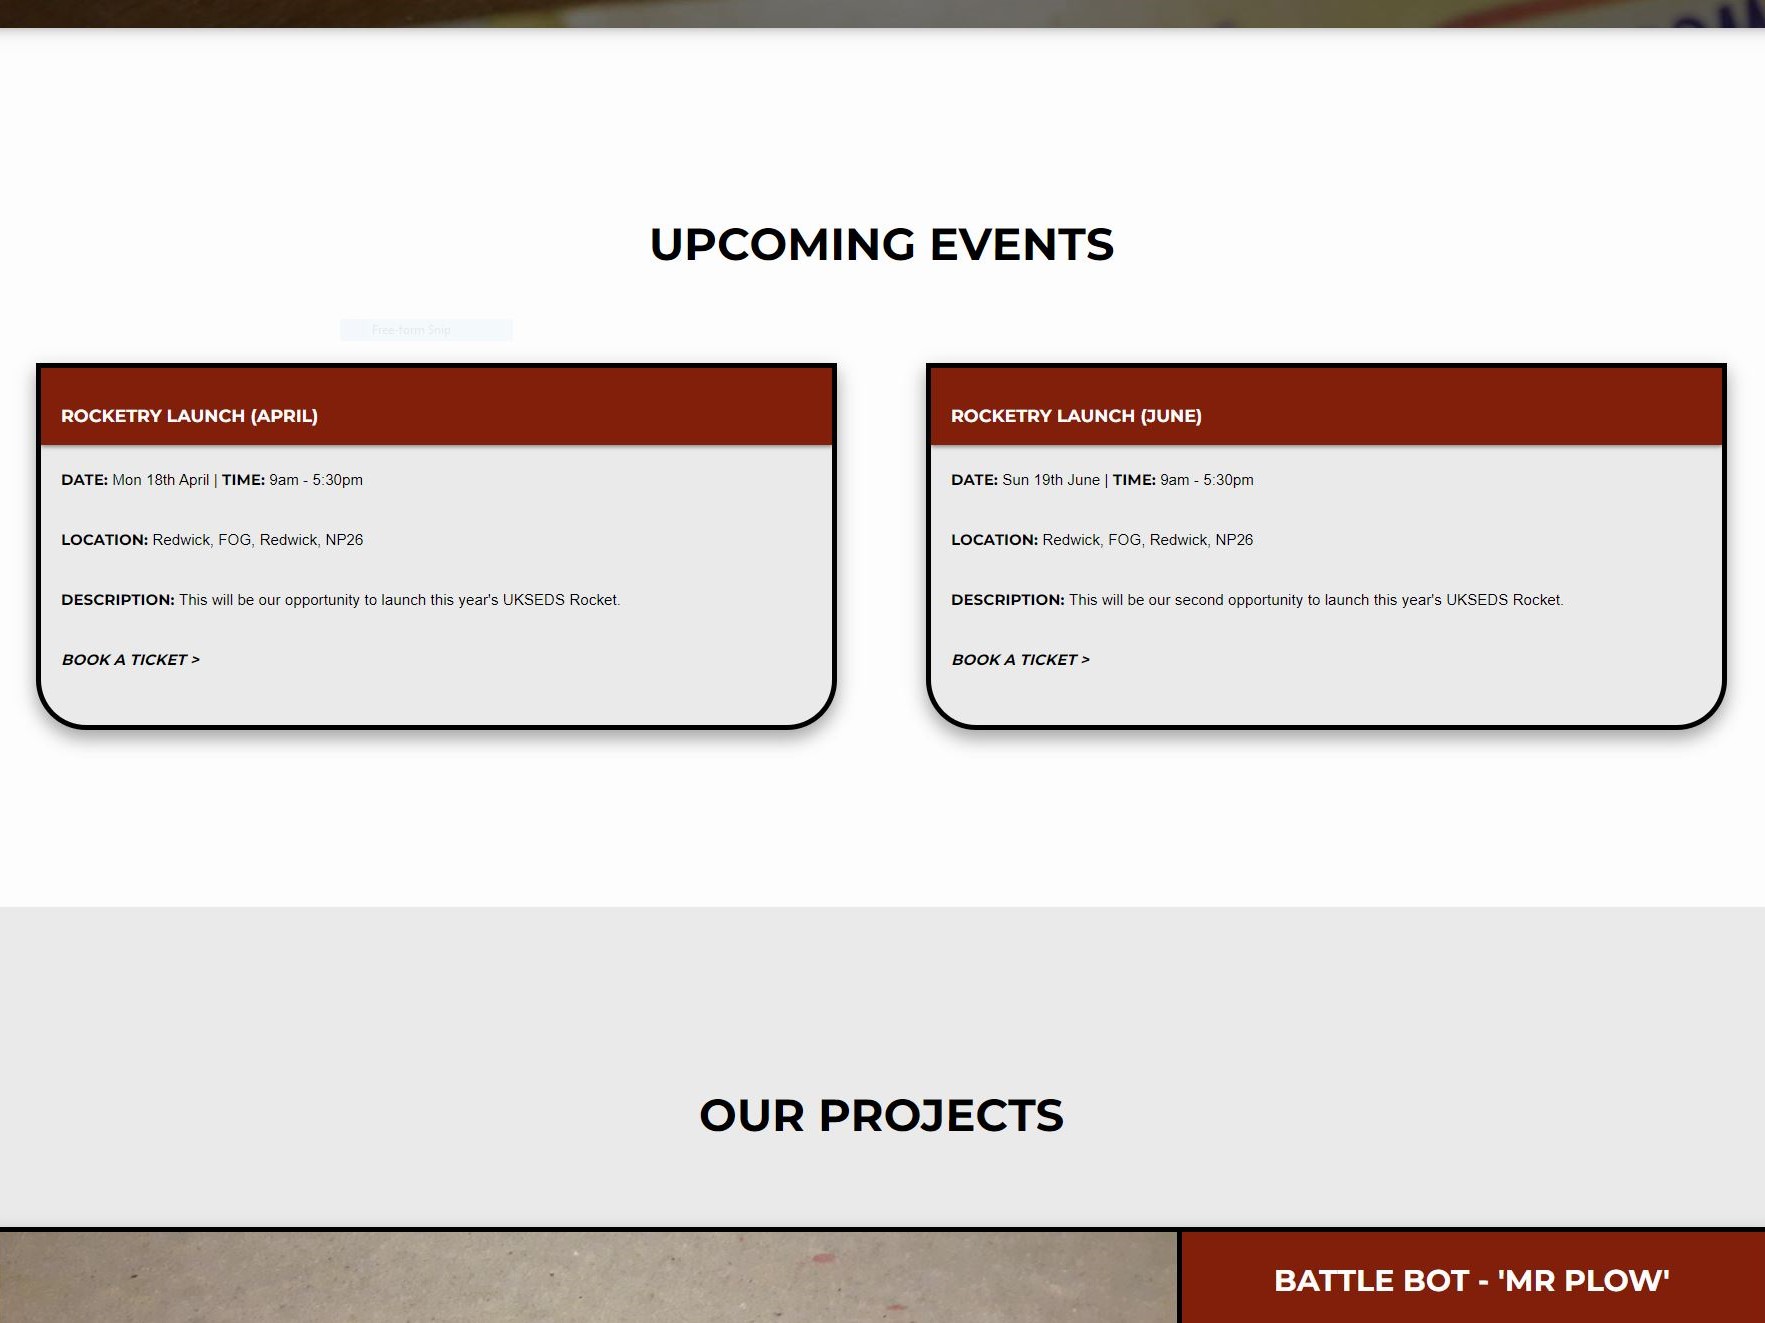 UPCOMING EVENTS
Free-form Snip
ROCKETRY LAUNCH (APRIL)
DATE: Mon 18th April | TIME: 9am - 5:30pm
LOCATION: Redwick, FOG, Redwick, NP26
DESCRIPTION: This will be our opportunity to launch this year's UKSEDS Rocket.
BOOK A TICKET >
ROCKETRY LAUNCH (JUNE)
DATE: Sun 19th June | TIME: 9am - 5:30pm
LOCATION: Redwick, FOG, Redwick, NP26
DESCRIPTION: This will be our second opportunity to launch this year's UKSEDS Rocket.
BOOK A TICKET >
OUR PROJECTS
BATTLE BOT - 'MR PLOW'